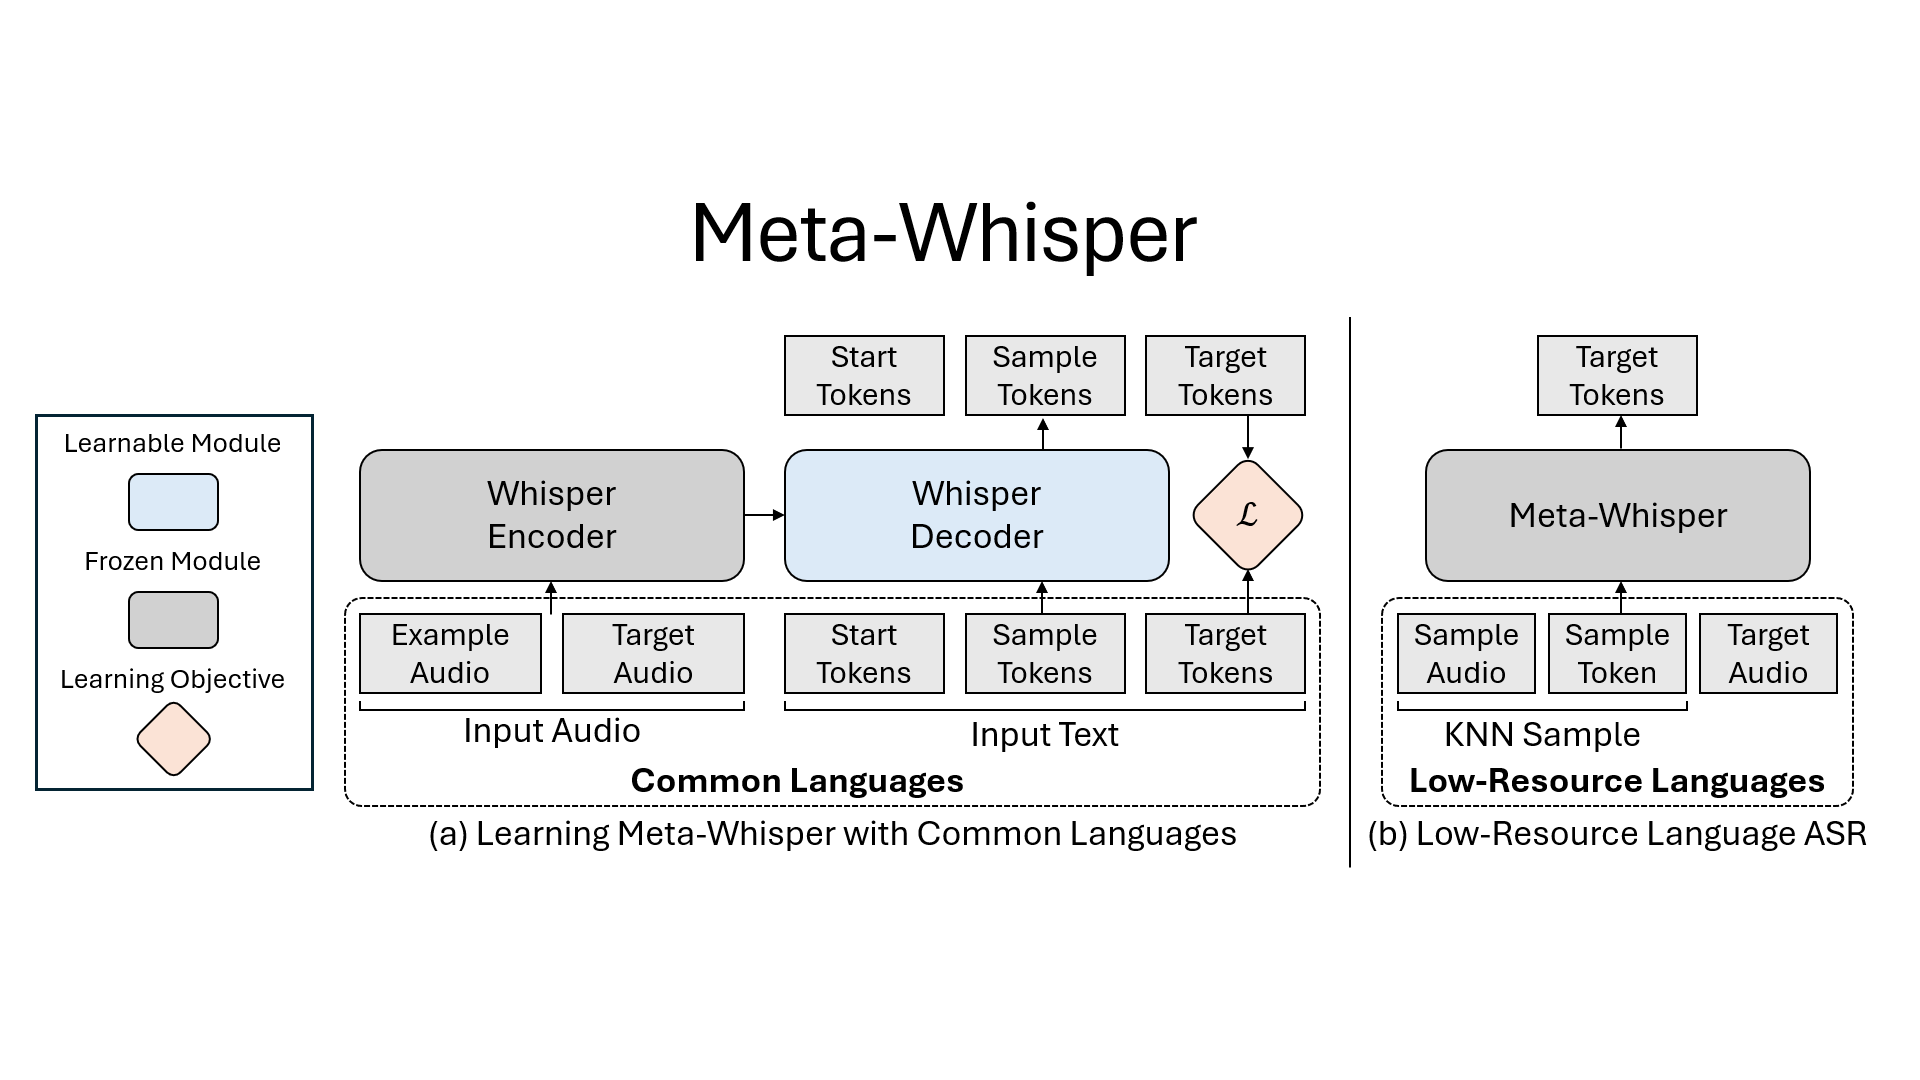 Meta-Whisper
Learnable Module
Frozen Module
Learning Objective
Start
Tokens
Sample
Tokens
Target
Tokens
Whisper
Encoder
Whisper
Decoder
ℒ
Example
Audio
Target
Audio
Start
Tokens
Sample
Tokens
Target
Tokens
Input Audio
Input Text
Common Languages
(a) Learning Meta-Whisper with Common Languages
Target
Tokens
Meta-Whisper
Sample
Audio
Sample
Token
Target
Audio
KNN Sample
Low-Resource Languages
(b) Low-Resource Language ASR